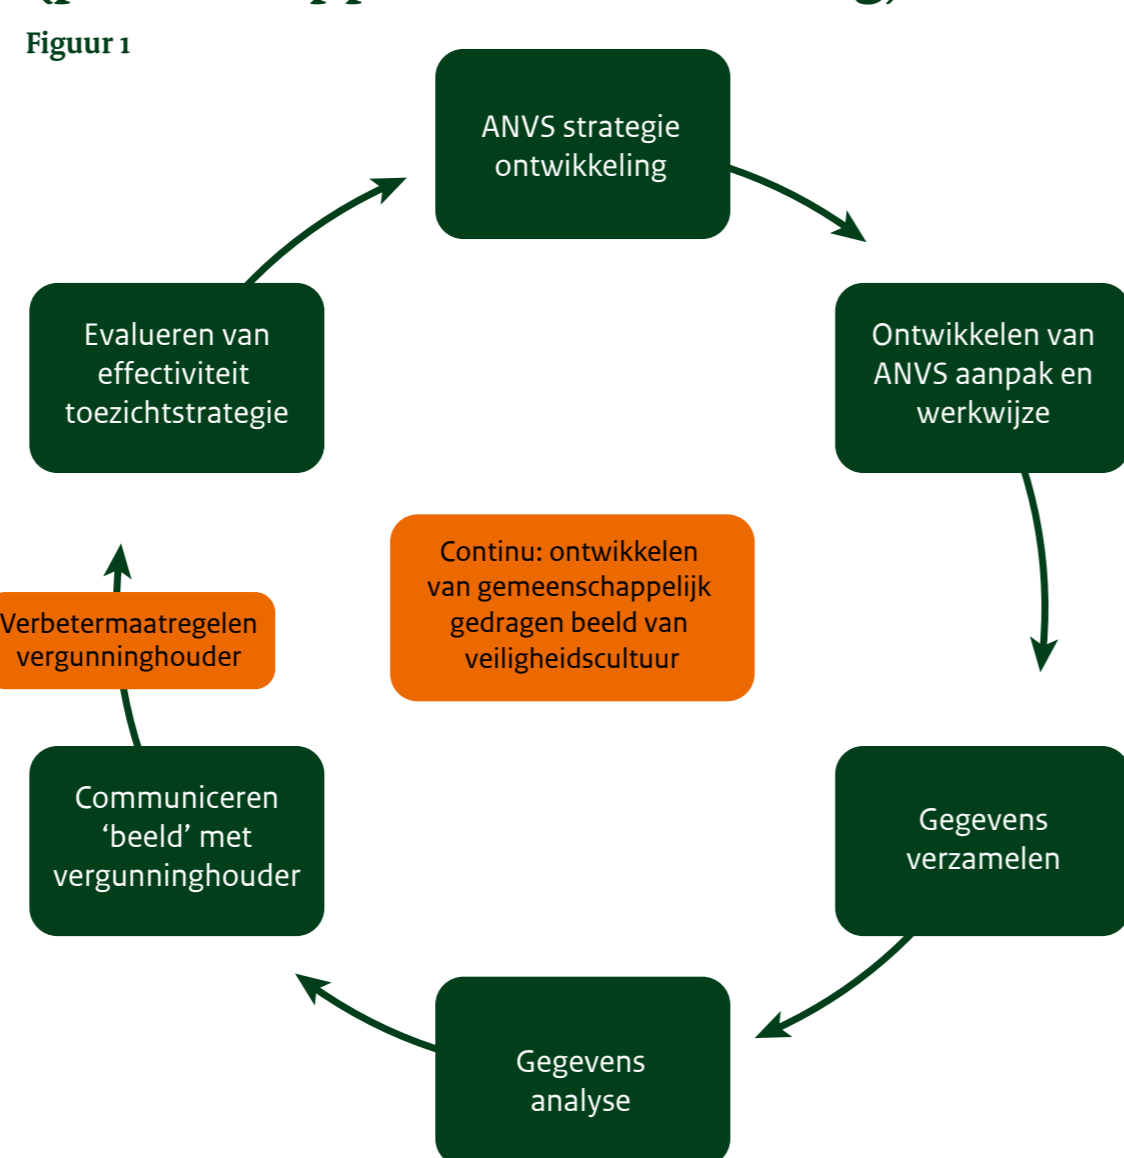 Figuur 1
ANVS strategie
ontwikkeling
Ontwikkelen van
ANVS aanpak en
werkwijze
Gegevens
verzamelen
Gegevens
analyse
Communiceren
‘beeld’ met
vergunninghouder
Verbetermaatregelen
vergunninghouder
Evalueren van
effectiviteit
toezichtstrategie
Continu: ontwikkelen
van gemeenschappelijk
gedragen beeld van
veiligheidscultuur